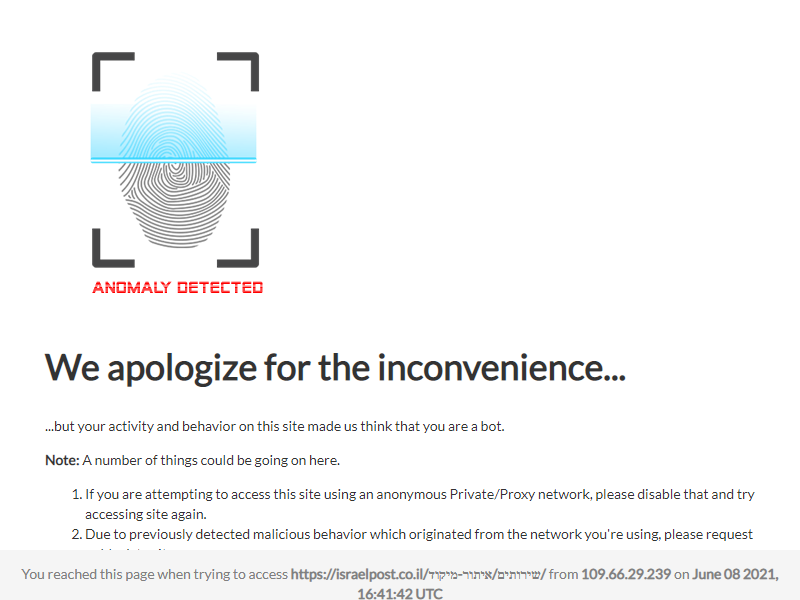 ANOMALY DETECTED
We apologize for the inconvenience...
...but your activity and behavior on this site made us think that you are a bot.
Note: A number of things could be going on here.
1. If you are attempting to access this site using an anonymous Private/Proxy network, please disable that and try
accessing site again.
2. Due to previously detected malicious behavior which originated from the network you're using, please request
You reached this page when trying to access https://israelpost.co.il/שירותים/איתור-מיקוד/ from 109.66.29.239 on June 08 2021,
16:41:42 UTC